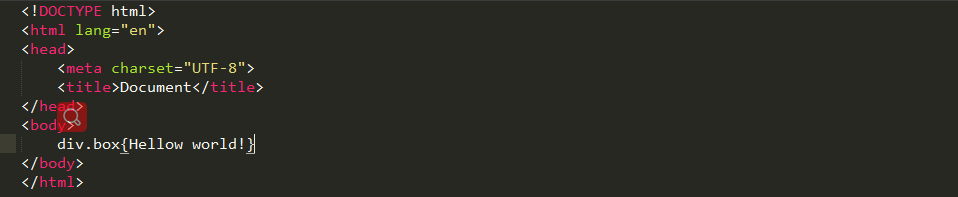 <!DOCTYPE html>
<html lang="en">
<head>
    <meta charset="UTF-8">
    <title>Document</title>
</head>
<body>
    div.box{Hellow world!}
</body>
</html>